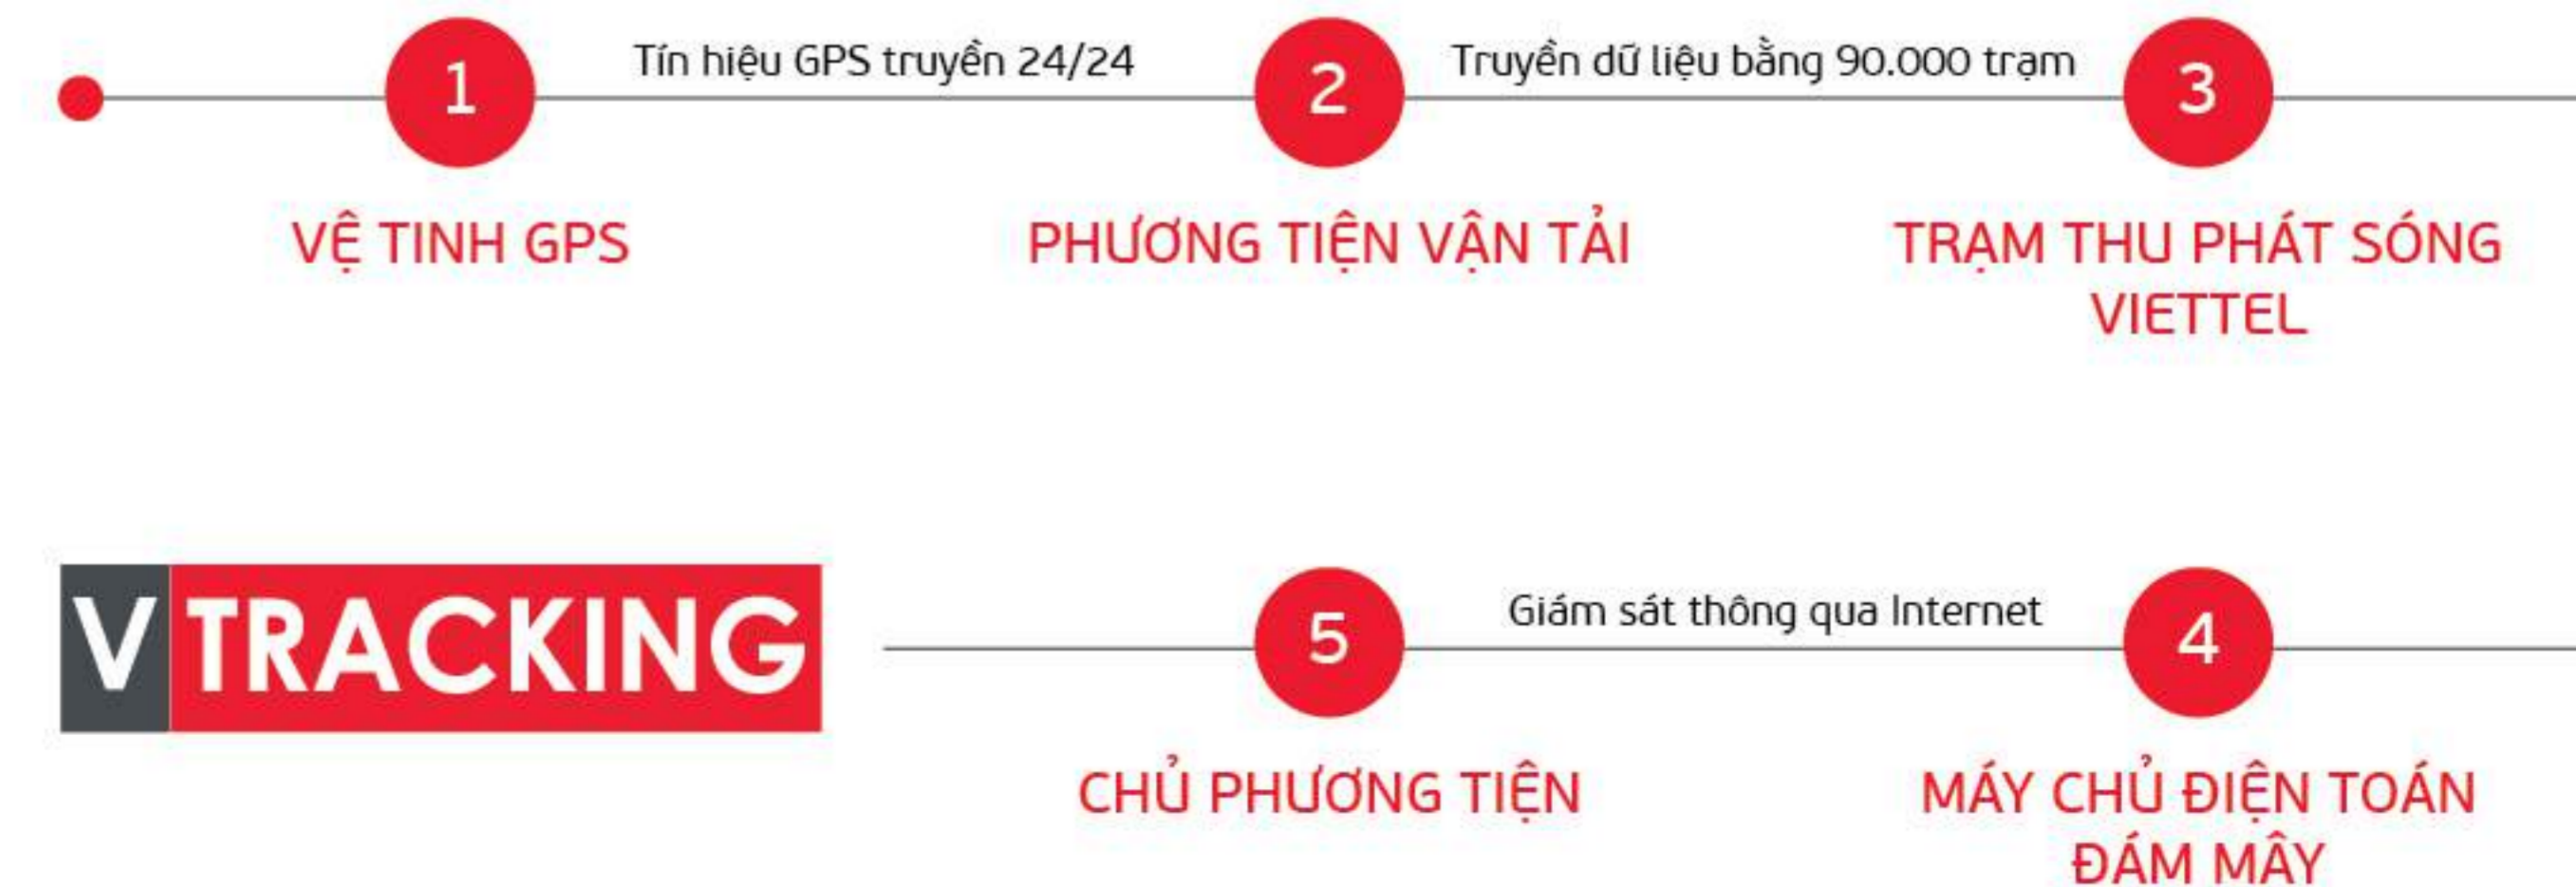 1
Tín hiệu GPS truyền 24/24
2
Truyền dữ liệu bằng 90.000 trạm
3
VỆ TINH GPS
PHƯƠNG TIỆN VẬN TẢI
TRẠM THU PHÁT SÓNG
VIETTEL
V TRACKING
5
Giám sát thông qua Internet
4
CHỦ PHƯƠNG TIỆN
MÁY CHỦ ĐIỆN TOÁN
ĐÁM MÂY